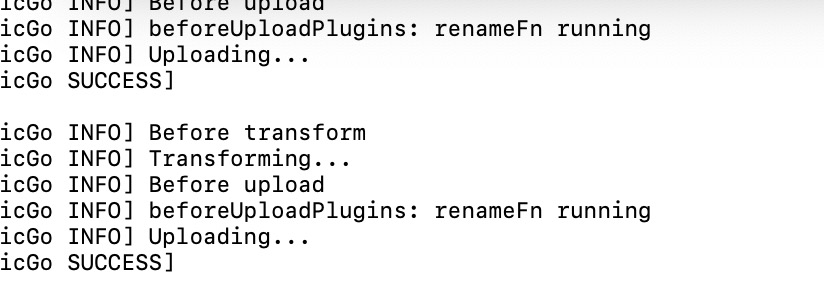 icGo INFO] Before upload
icGo INFO] beforeUploadPlugins: renameFn running
icGo INFO] Uploading...
icGo SUCCESS]
icGo INFO] Before transform
icGo INFO] Transforming...
icGo INFO] Before upload
icGo INFO] beforeUploadPlugins: renameFn running
icGo INFO] Uploading...
icGo SUCCESS]